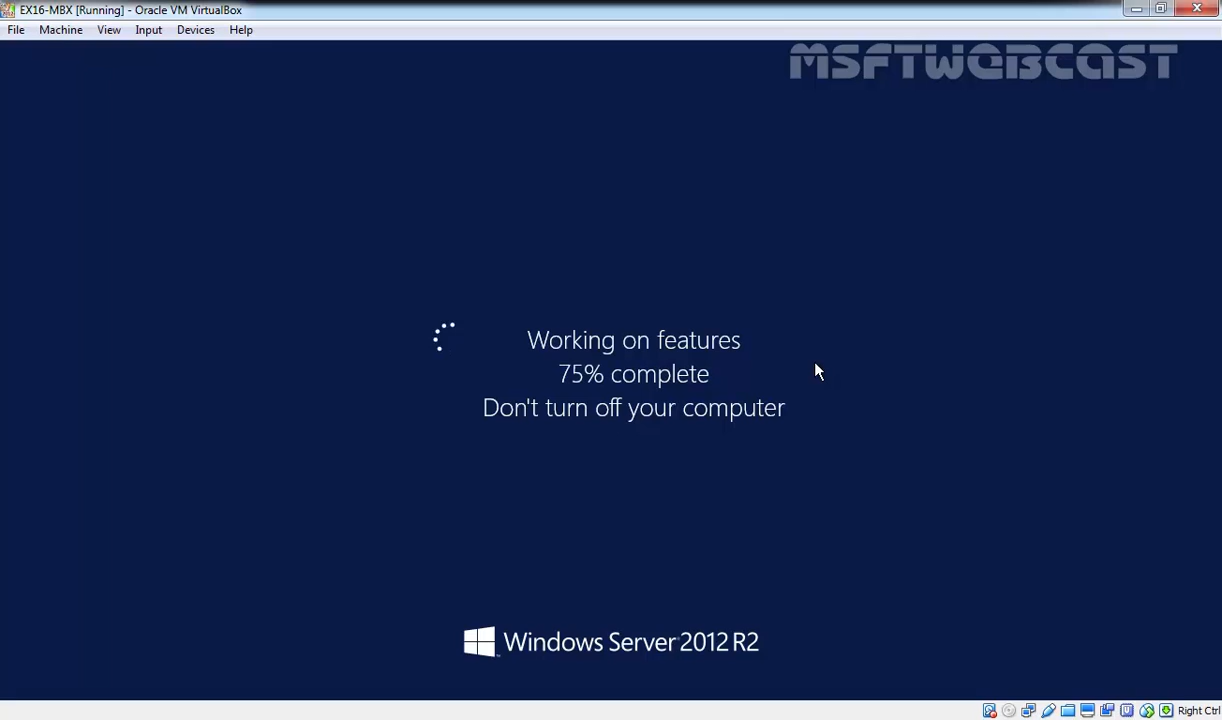 EX16-MBX [Running] - Oracle VM VirtualBox
File Machine View Input Devices Help
MSFTWEBCAST
Working on features
75% complete
Don't turn off your computer
Windows Server 2012 R2
Right Ctrl